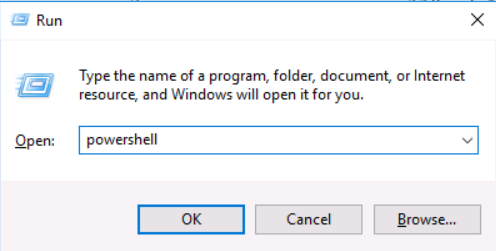 Run
Type the name of a program, folder, document, or Internet
resource, and Windows will open it for you.
Open: powershell
OK Cancel Browse...